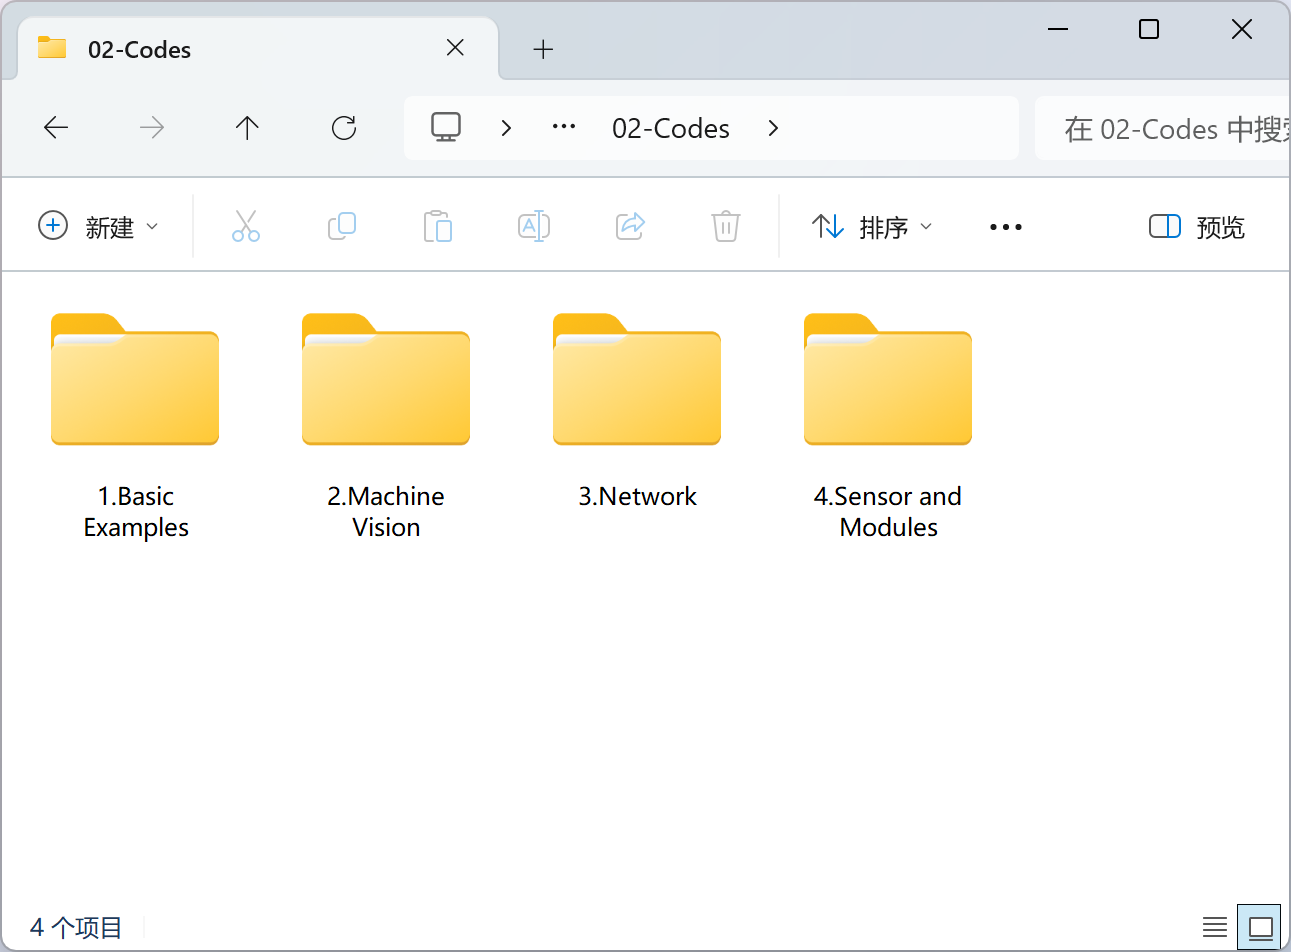 02-Codes
02-Codes
在 02-Codes 中搜
新建
排序
预览
1.Basic
Examples
2.Machine
Vision
3.Network
4.Sensor and
Modules
4 个项目